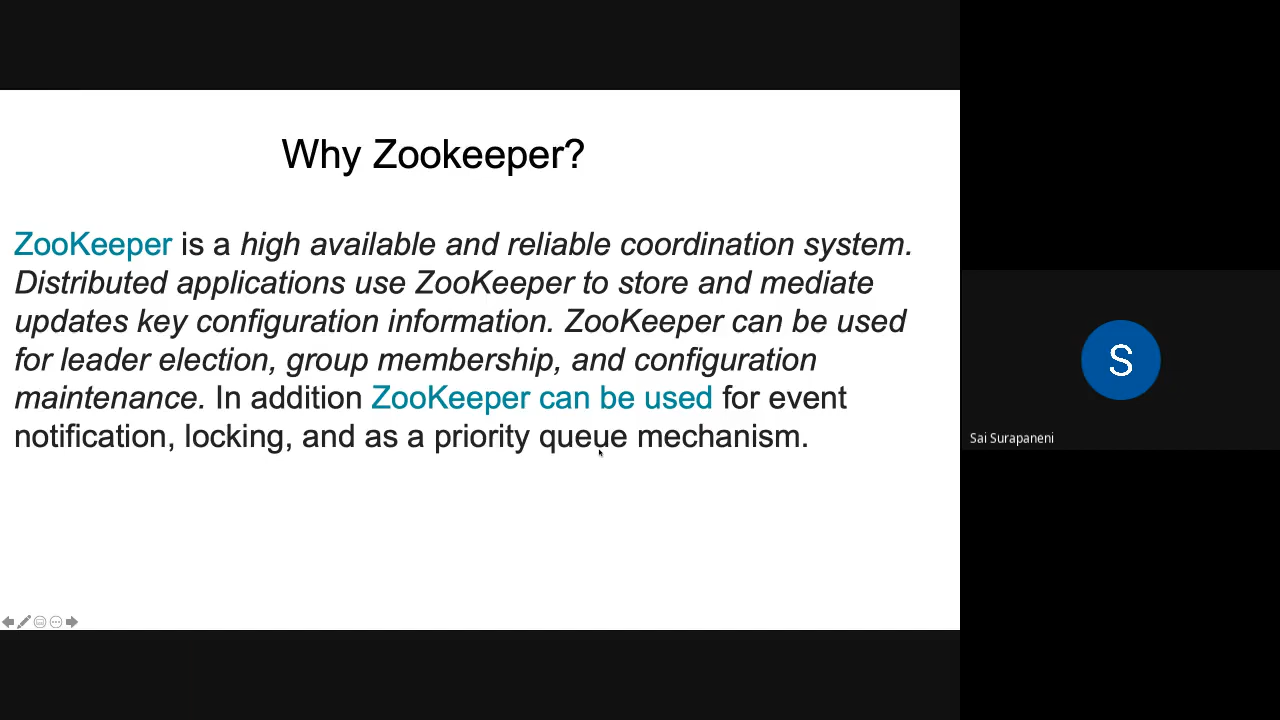 Why Zookeeper?
ZooKeeper is a high available and reliable coordination system.
Distributed applications use ZooKeeper to store and mediate
updates key configuration information. ZooKeeper can be used
for leader election, group membership, and configuration
maintenance. In addition ZooKeeper can be used for event
notification, locking, and as a priority queue mechanism.
S
Sai Surapaneni